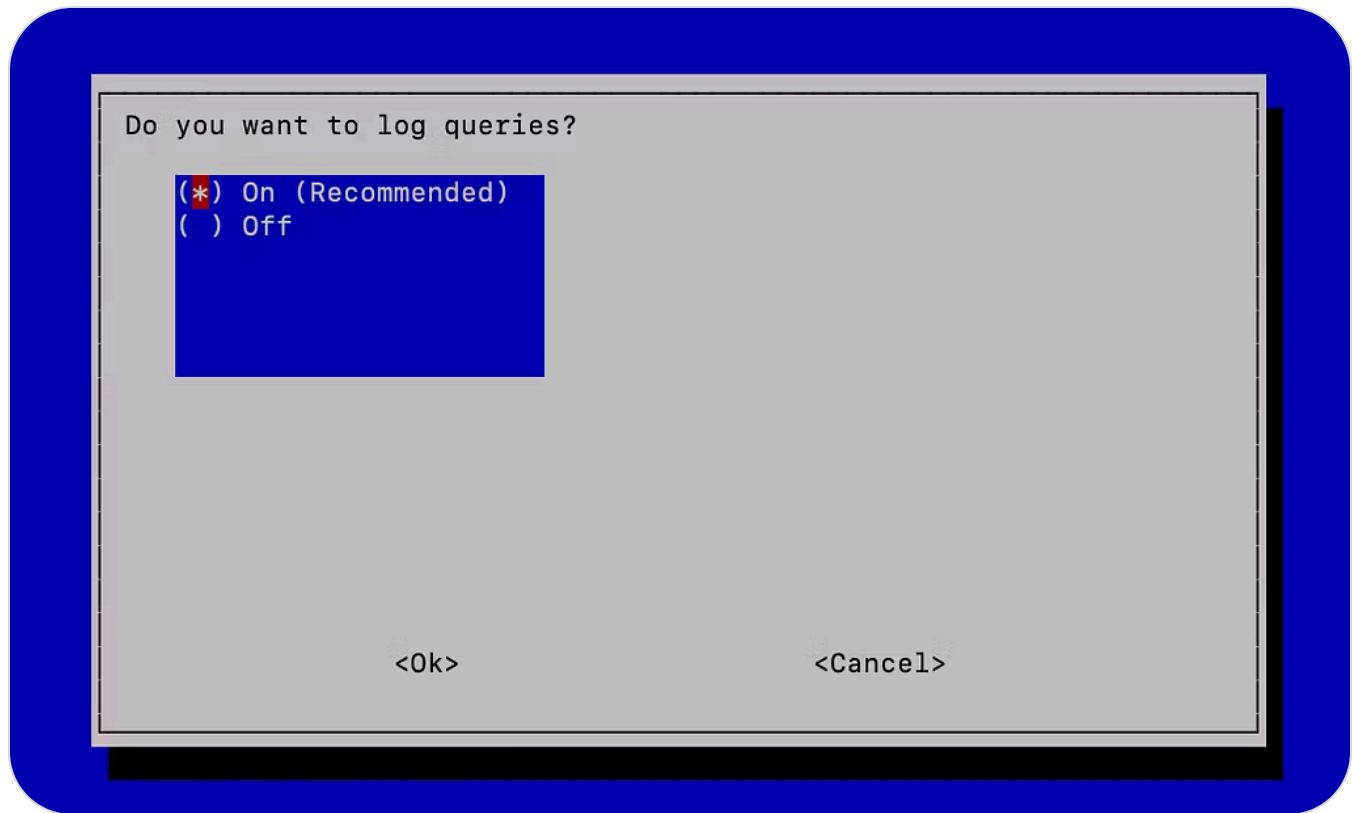 Do you want to log queries?
(*) On (Recommended)
( ) Off
<Ok> <Cancel>